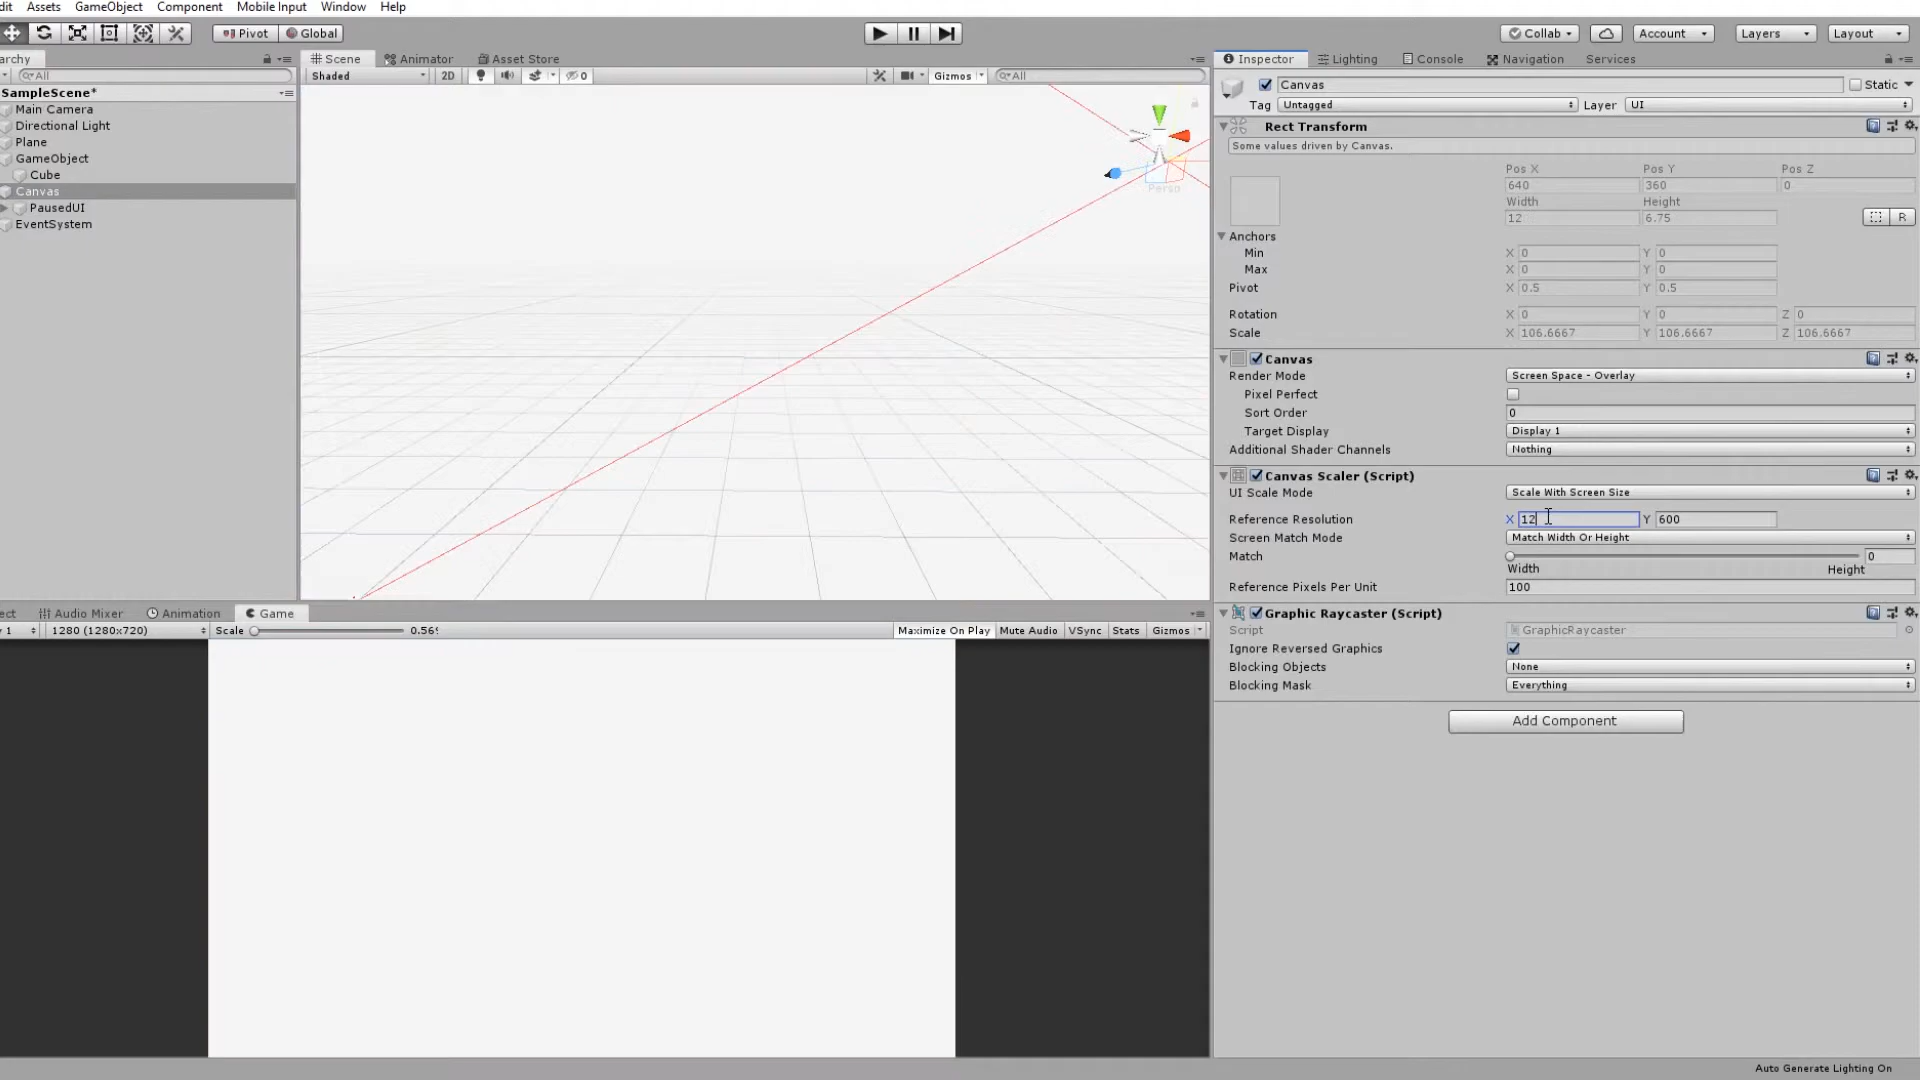 dit Assets GameObject Component Mobile Input Window Help
Pivot Global Collab Account Layers Layout
archy Scene Animator Asset Store Inspector Lighting Console Navigation Services
All Shaded 2D 0 Gizmos All
SampleScene*
Main Camera
Directional Light
Plane
GameObject
Cube
Canvas
PausedUI
EventSystem
Canvas Static
Tag Untagged Layer UI
Rect Transform
Some values driven by Canvas.
Pos X Pos Y Pos Z
640 360 0
Width Height
12 6.75 R
Anchors
Min X 0 Y 0
Max X 0 Y 0
Pivot X 0.5 Y 0.5
Rotation X 0 Y 0 Z 0
Scale X 106.6667 Y 106.6667 Z 106.6667
Canvas
Render Mode Screen Space - Overlay
Pixel Perfect
Sort Order 0
Target Display Display 1
Additional Shader Channels Nothing
Canvas Scaler (Script)
UI Scale Mode Scale With Screen Size
Reference Resolution X 12 Y 600
Screen Match Mode Match Width Or Height
Match 0
Width Height
Reference Pixels Per Unit 100
Graphic Raycaster (Script)
Script GraphicRaycaster
Ignore Reversed Graphics
Blocking Objects None
Blocking Mask Everything
Add Component
Persp
ect Audio Mixer Animation Game
1 1280 (1280x720) Scale Maximize On Play Mute Audio VSync Stats Gizmos
Auto Generate Lighting On